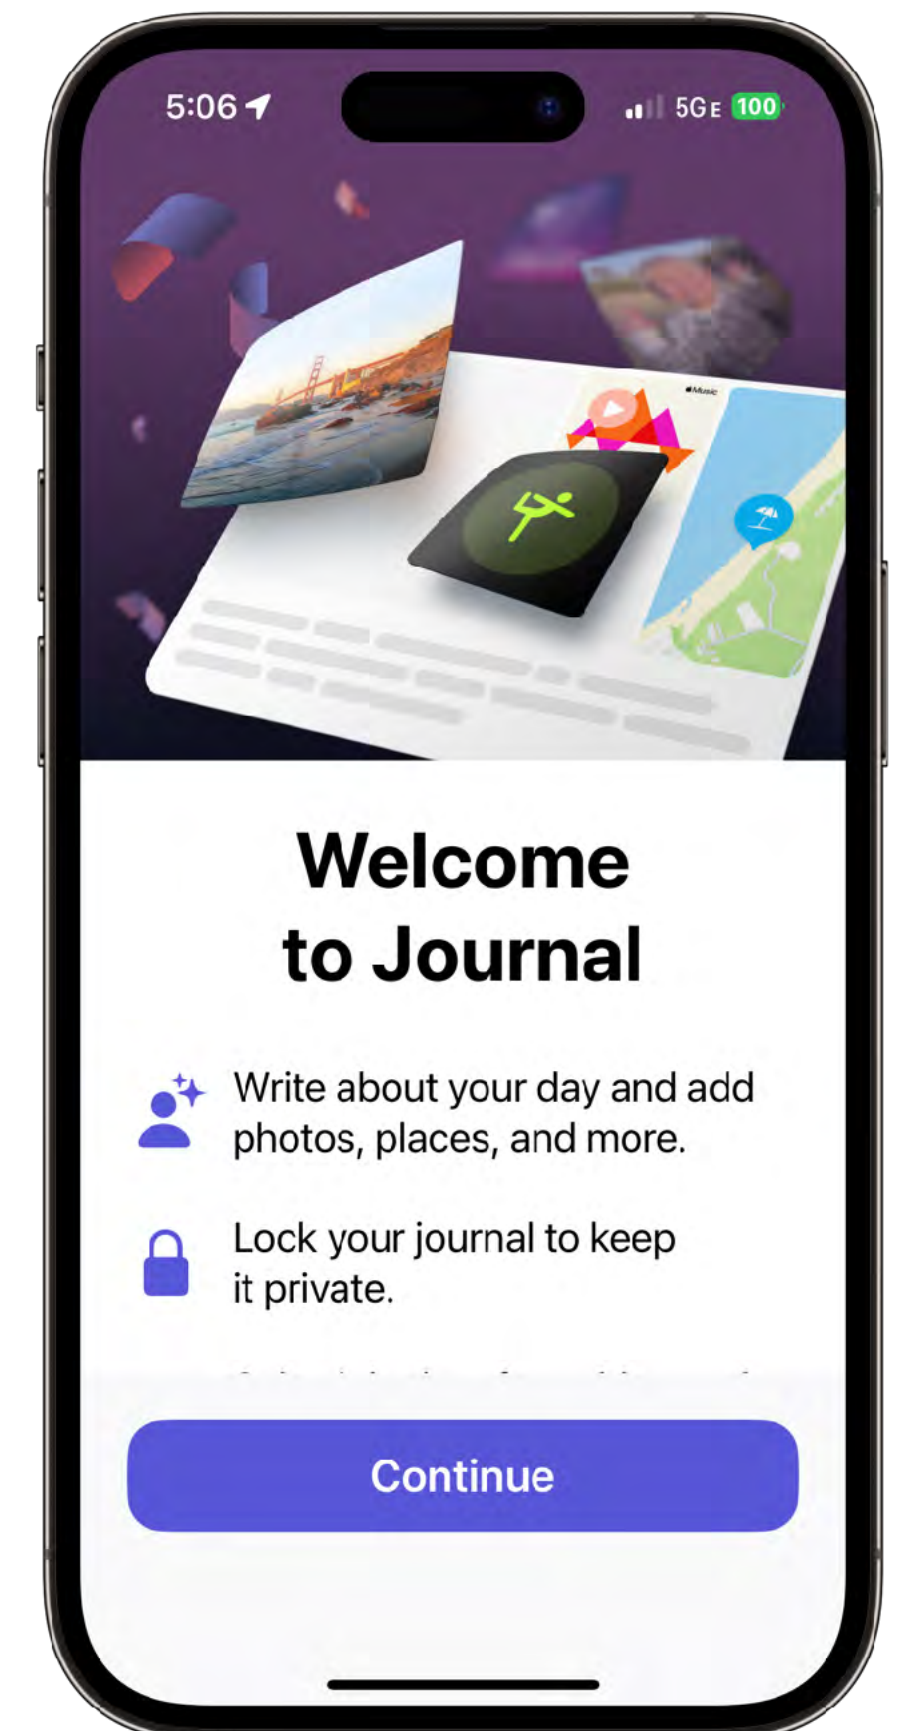 5:06
5GE 100
Music
Welcome
to Journal
Write about your day and add
photos, places, and more.
Lock your journal to keep
it private.
Continue